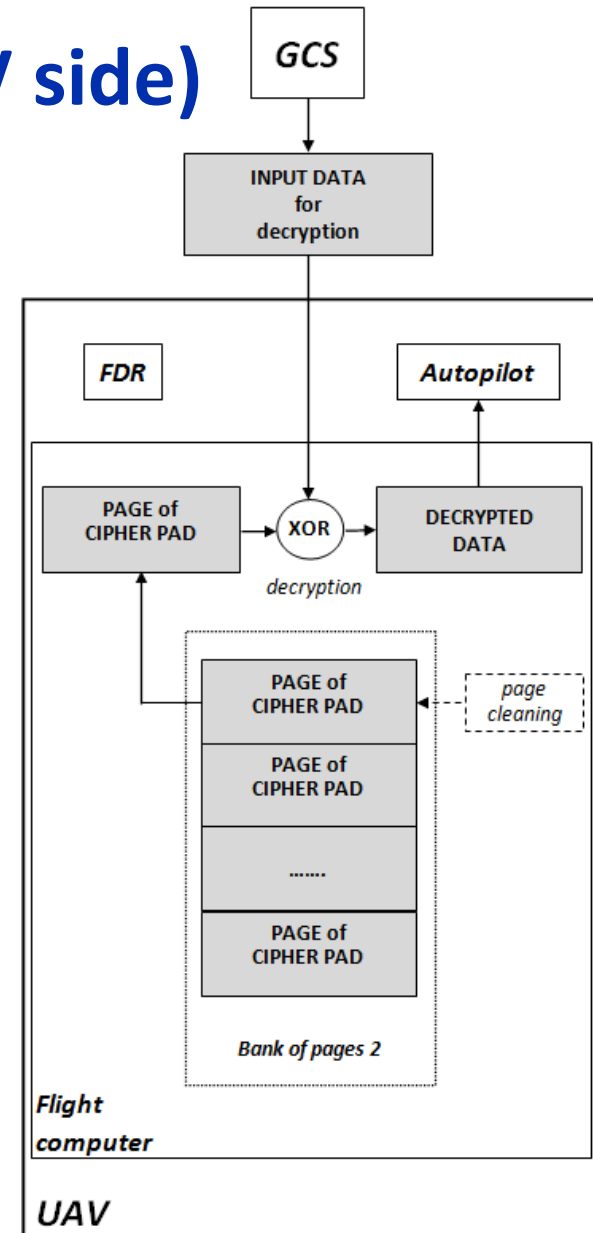 side)
GCS
INPUT DATA
for
decryption
FDR
Autopilot
PAGE of
CIPHER PAD
XOR
DECRYPTED
DATA
decryption
PAGE of
CIPHER PAD
page
cleaning
PAGE of
CIPHER PAD
.......
PAGE of
CIPHER PAD
Bank of pages 2
Flight
computer
UAV